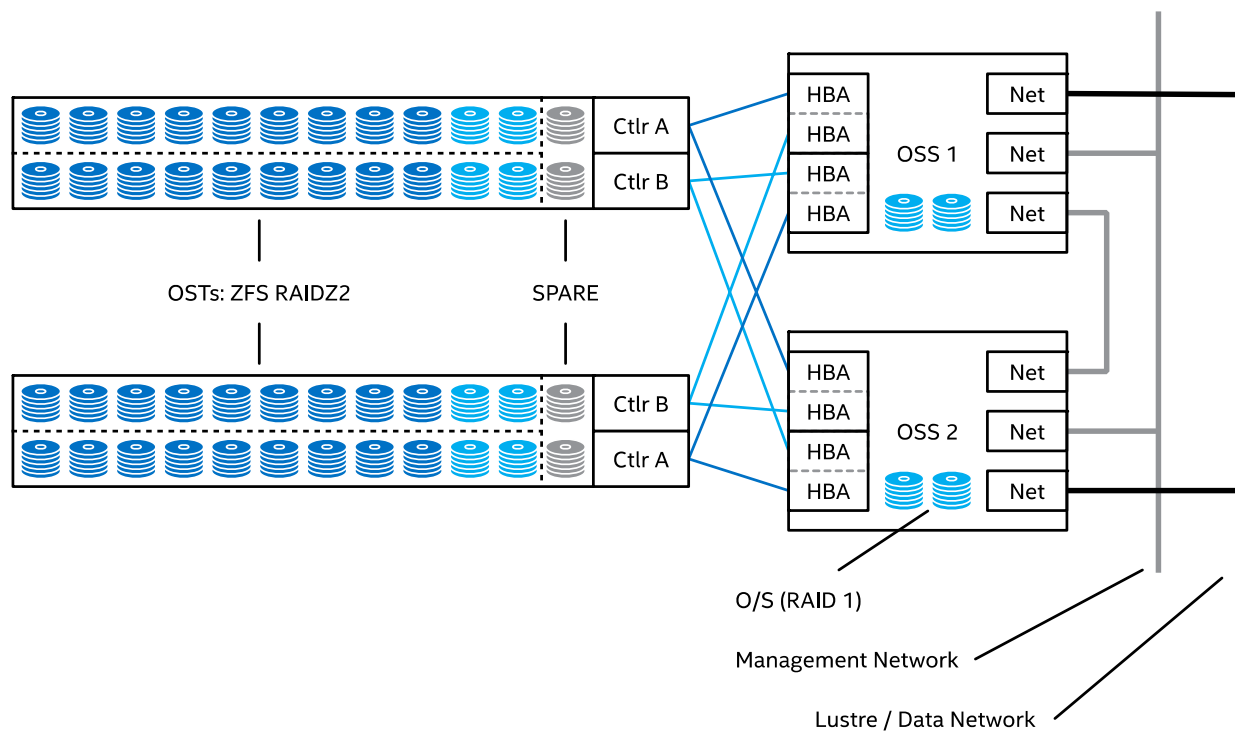 Ctlr A
Ctlr B
OSTs: ZFS RAIDZ2
SPARE
Ctlr B
Ctlr A
HBA
HBA
HBA
HBA
OSS 1
Net
Net
Net
HBA
HBA
HBA
HBA
OSS 2
Net
Net
Net
O/S (RAID 1)
Management Network
Lustre / Data Network